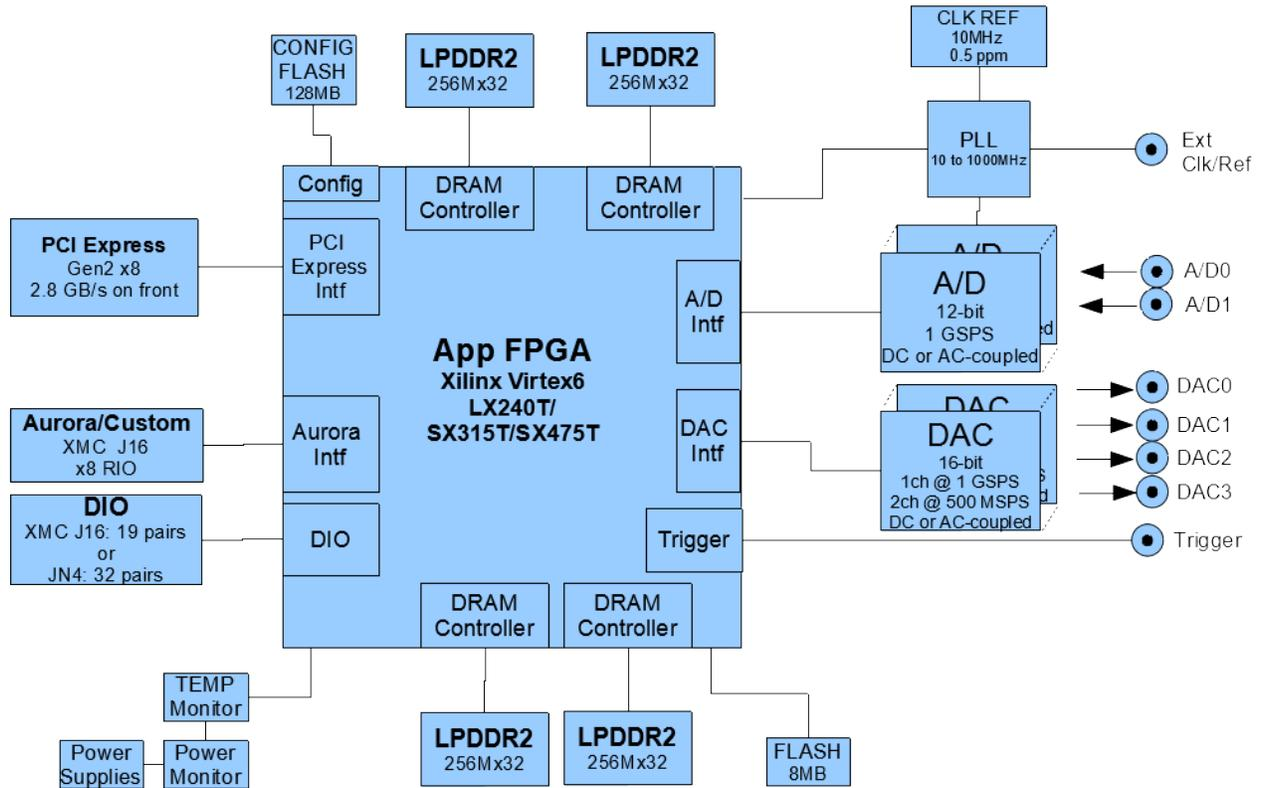 CLK REF
10MHz
0.5 ppm
CONFIG
FLASH
128MB
LPDDR2
256Mx32
LPDDR2
256Mx32
PLL
10 to 1000MHz
Ext
Clk/Ref
Config
DRAM
Controller
DRAM
Controller
PCI Express
Gen2 x8
2.8 GB/s on front
PCI
Express
Intf
A/D
Intf
A/D
A/D
12-bit
1 GSPS
DC or AC-coupled
ed
A/D0
A/D1
App FPGA
Xilinx Virtex6
LX240T/
SX315T/SX475T
Aurora/Custom
XMC J16
x8 RIO
Aurora
Intf
DAC
Intf
DAC
DAC
16-bit
1ch @ 1 GSPS
2ch @ 500 MSPS
DC or AC-coupled
s
d
DAC0
DAC1
DAC2
DAC3
DIO
XMC J16: 19 pairs
or
JN4: 32 pairs
DIO
Trigger
Trigger
DRAM
Controller
DRAM
Controller
TEMP
Monitor
Power
Supplies
Power
Monitor
LPDDR2
256Mx32
LPDDR2
256Mx32
FLASH
8MB